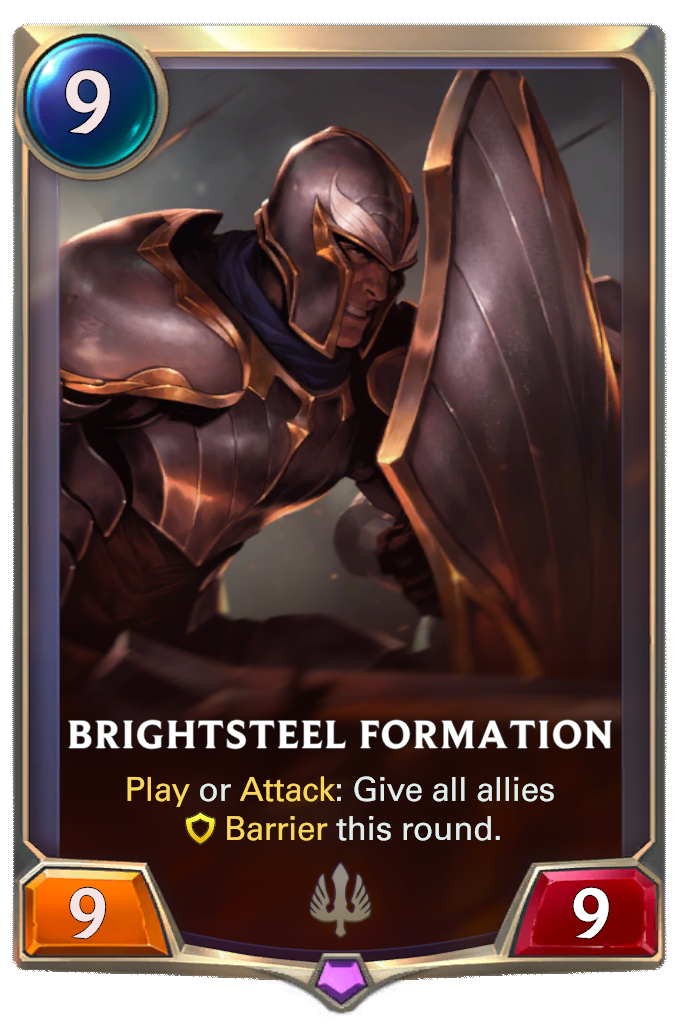 9
BRIGHTSTEEL FORMATION
Play or Attack: Give all allies
Barrier this round.
9
9